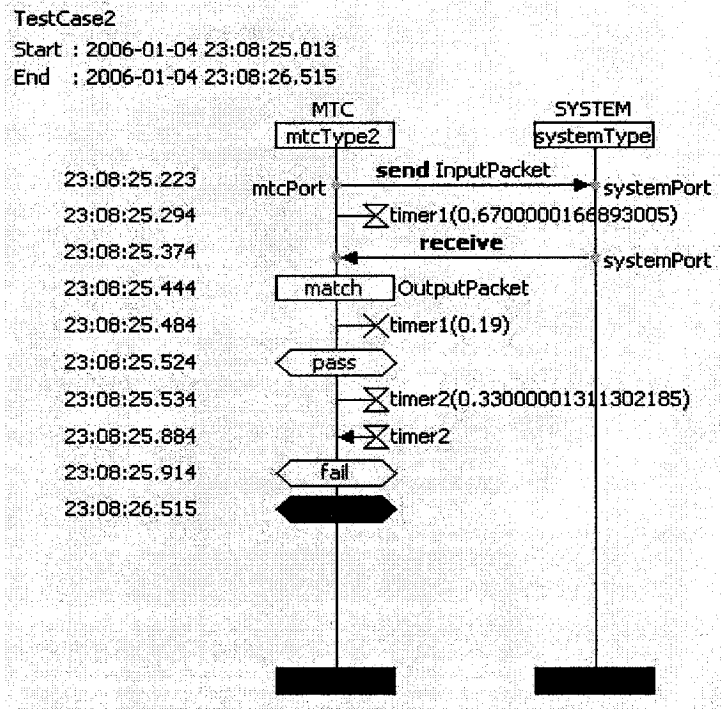 TestCase2
Start : 2006-01-04 23:08:25.013
End : 2006-01-04 23:08:26.515
MTC SYSTEM
mtcType2 systemType
23:08:25.223 mtcPort send InputPacket systemPort
23:08:25.294 timer1(0.6700000166893005)
23:08:25.374 receive systemPort
23:08:25.444 match OutputPacket
23:08:25.484 timer1(0.19)
23:08:25.524 pass
23:08:25.534 timer2(0.33000001311302185)
23:08:25.884 timer2
23:08:25.914 fail
23:08:26.515